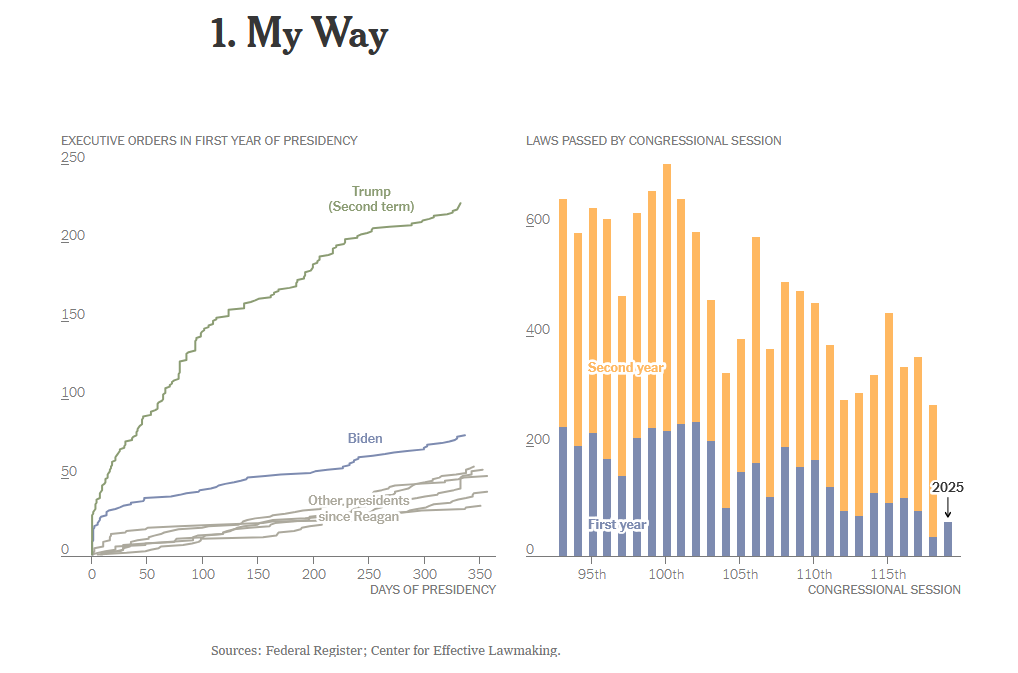 1. My Way
EXECUTIVE ORDERS IN FIRST YEAR OF PRESIDENCY
250
200
150
100
50
0
Trump
(Second term)
Biden
Other presidents
since Reagan
0 50 100 150 200 250 300 350
DAYS OF PRESIDENCY
LAWS PASSED BY CONGRESSIONAL SESSION
600
400
200
0
Second year
First year
2025
95th 100th 105th 110th 115th
CONGRESSIONAL SESSION
Sources: Federal Register; Center for Effective Lawmaking.